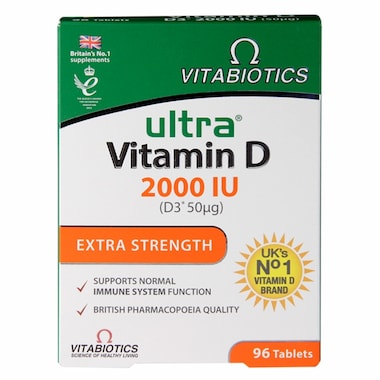 Britain's No.1
supplements
VITABIOTICS
ultra®
Vitamin D
2000 IU
(D3* 50µg)
EXTRA STRENGTH
✓ SUPPORTS NORMAL
IMMUNE SYSTEM FUNCTION
✓ BRITISH PHARMACOPOEIA QUALITY
UK's
Nº1
VITAMIN D
BRAND
VITABIOTICS
SCIENCE OF HEALTHY LIVING
96 Tablets